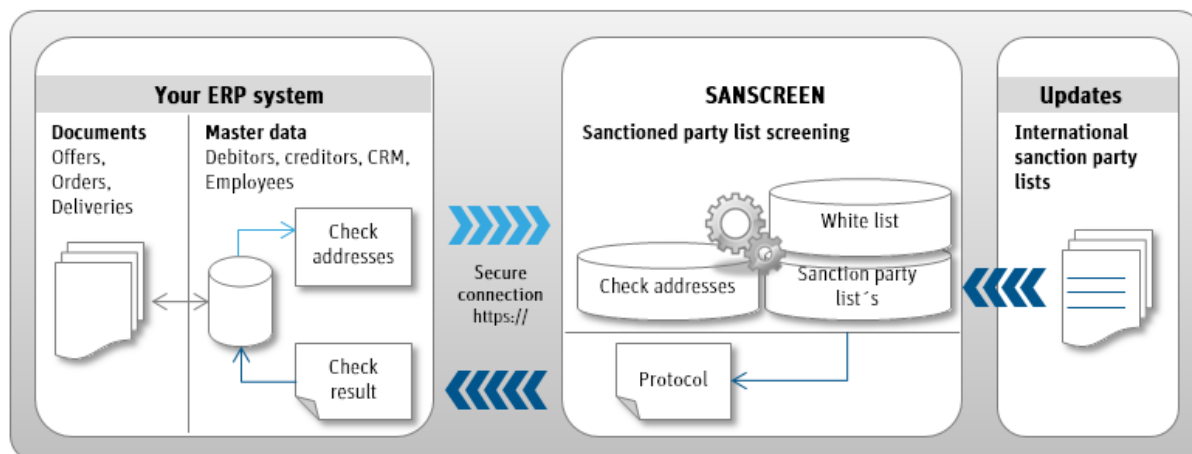 Your ERP system
Documents
Offers,
Orders,
Deliveries
Master data
Debitors, creditors, CRM,
Employees
Check
addresses
Check
result
Secure
connection
https://
SANSCREEN
Sanctioned party list screening
White list
Check addresses
Sanction party
list´s
Protocol
Updates
International
sanction party
lists